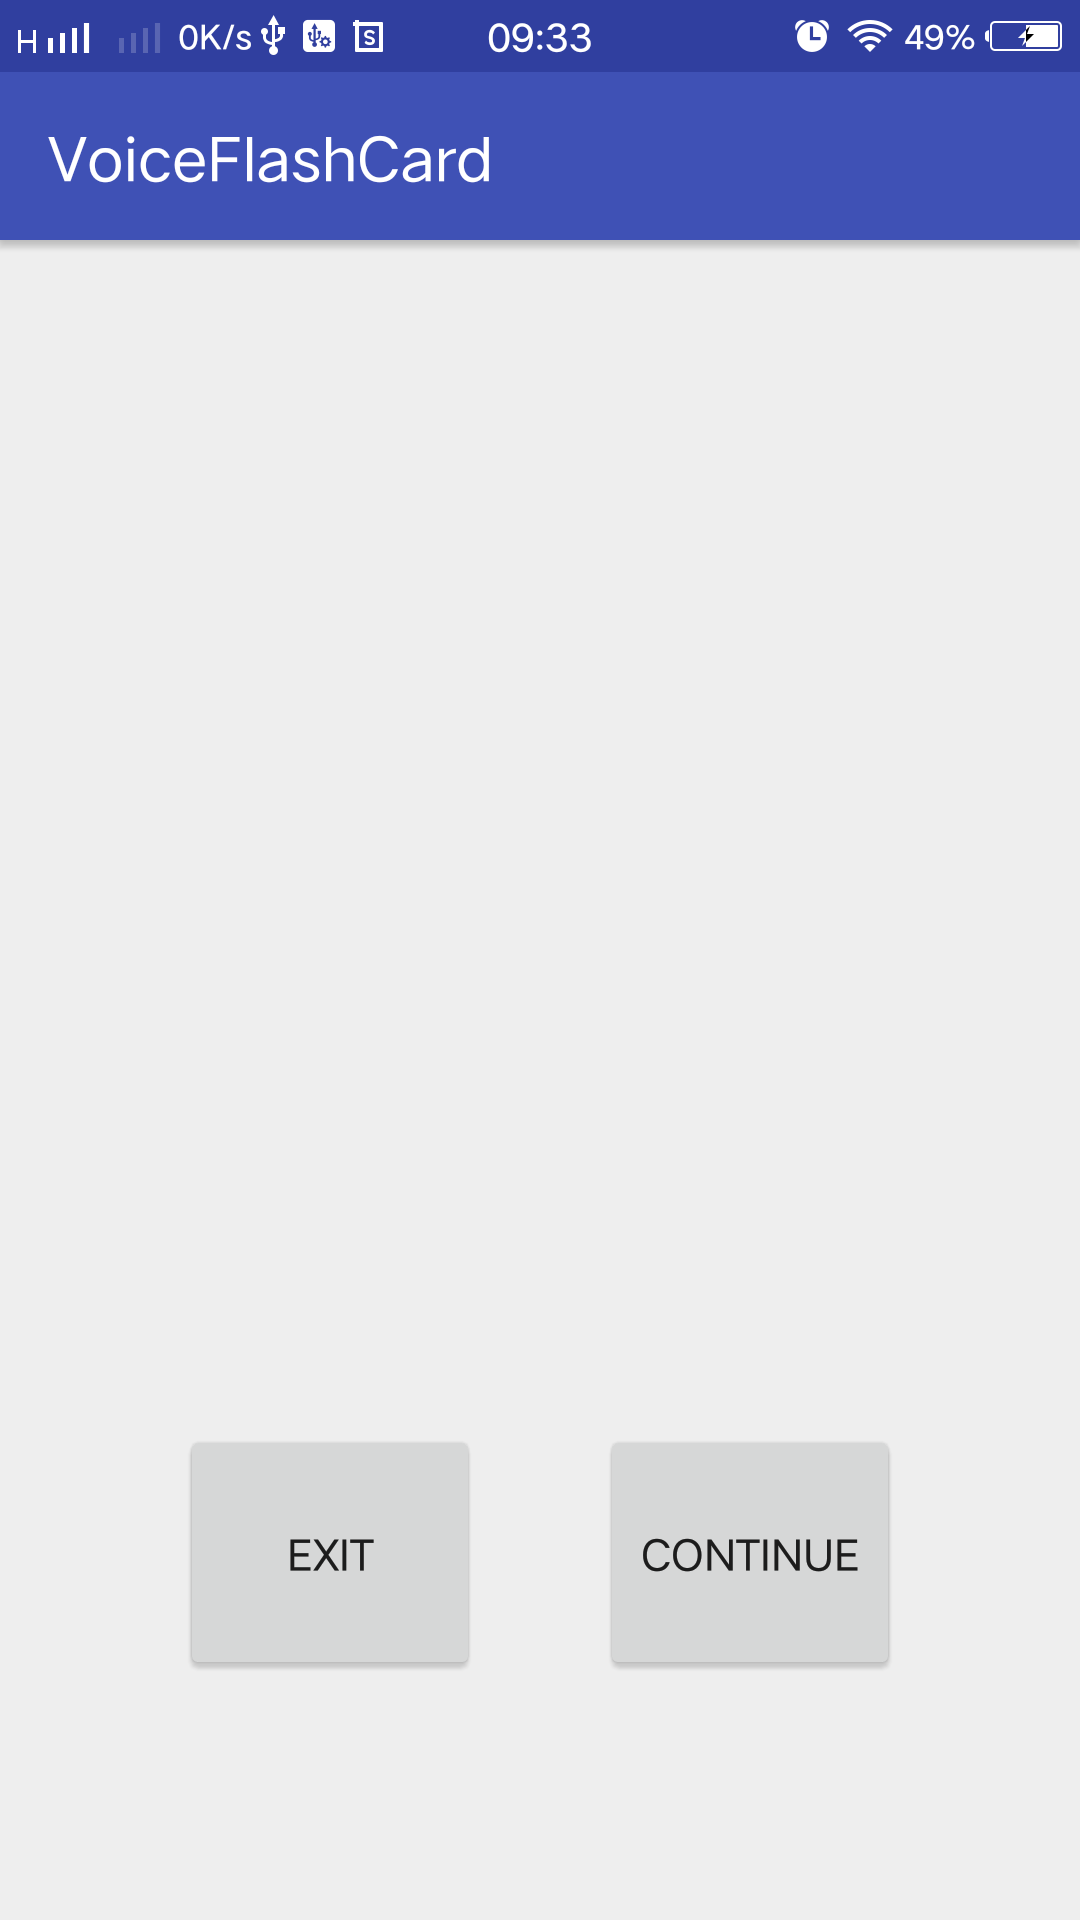 H 0K/s S 09:33 49%
VoiceFlashCard
EXIT CONTINUE